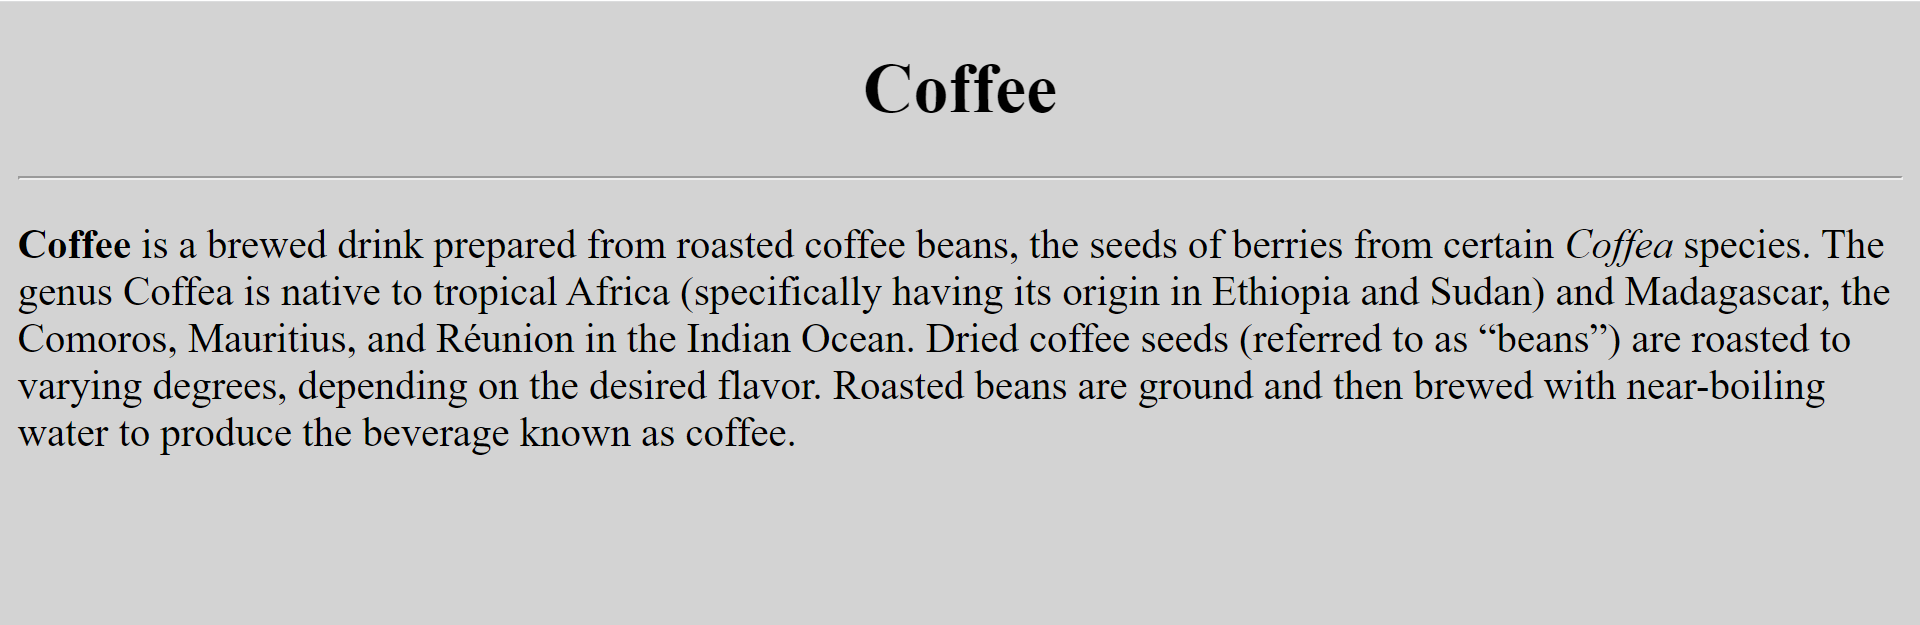 Coffee
Coffee is a brewed drink prepared from roasted coffee beans, the seeds of berries from certain Coffea species. The
genus Coffea is native to tropical Africa (specifically having its origin in Ethiopia and Sudan) and Madagascar, the
Comoros, Mauritius, and Réunion in the Indian Ocean. Dried coffee seeds (referred to as “beans”) are roasted to
varying degrees, depending on the desired flavor. Roasted beans are ground and then brewed with near-boiling
water to produce the beverage known as coffee.